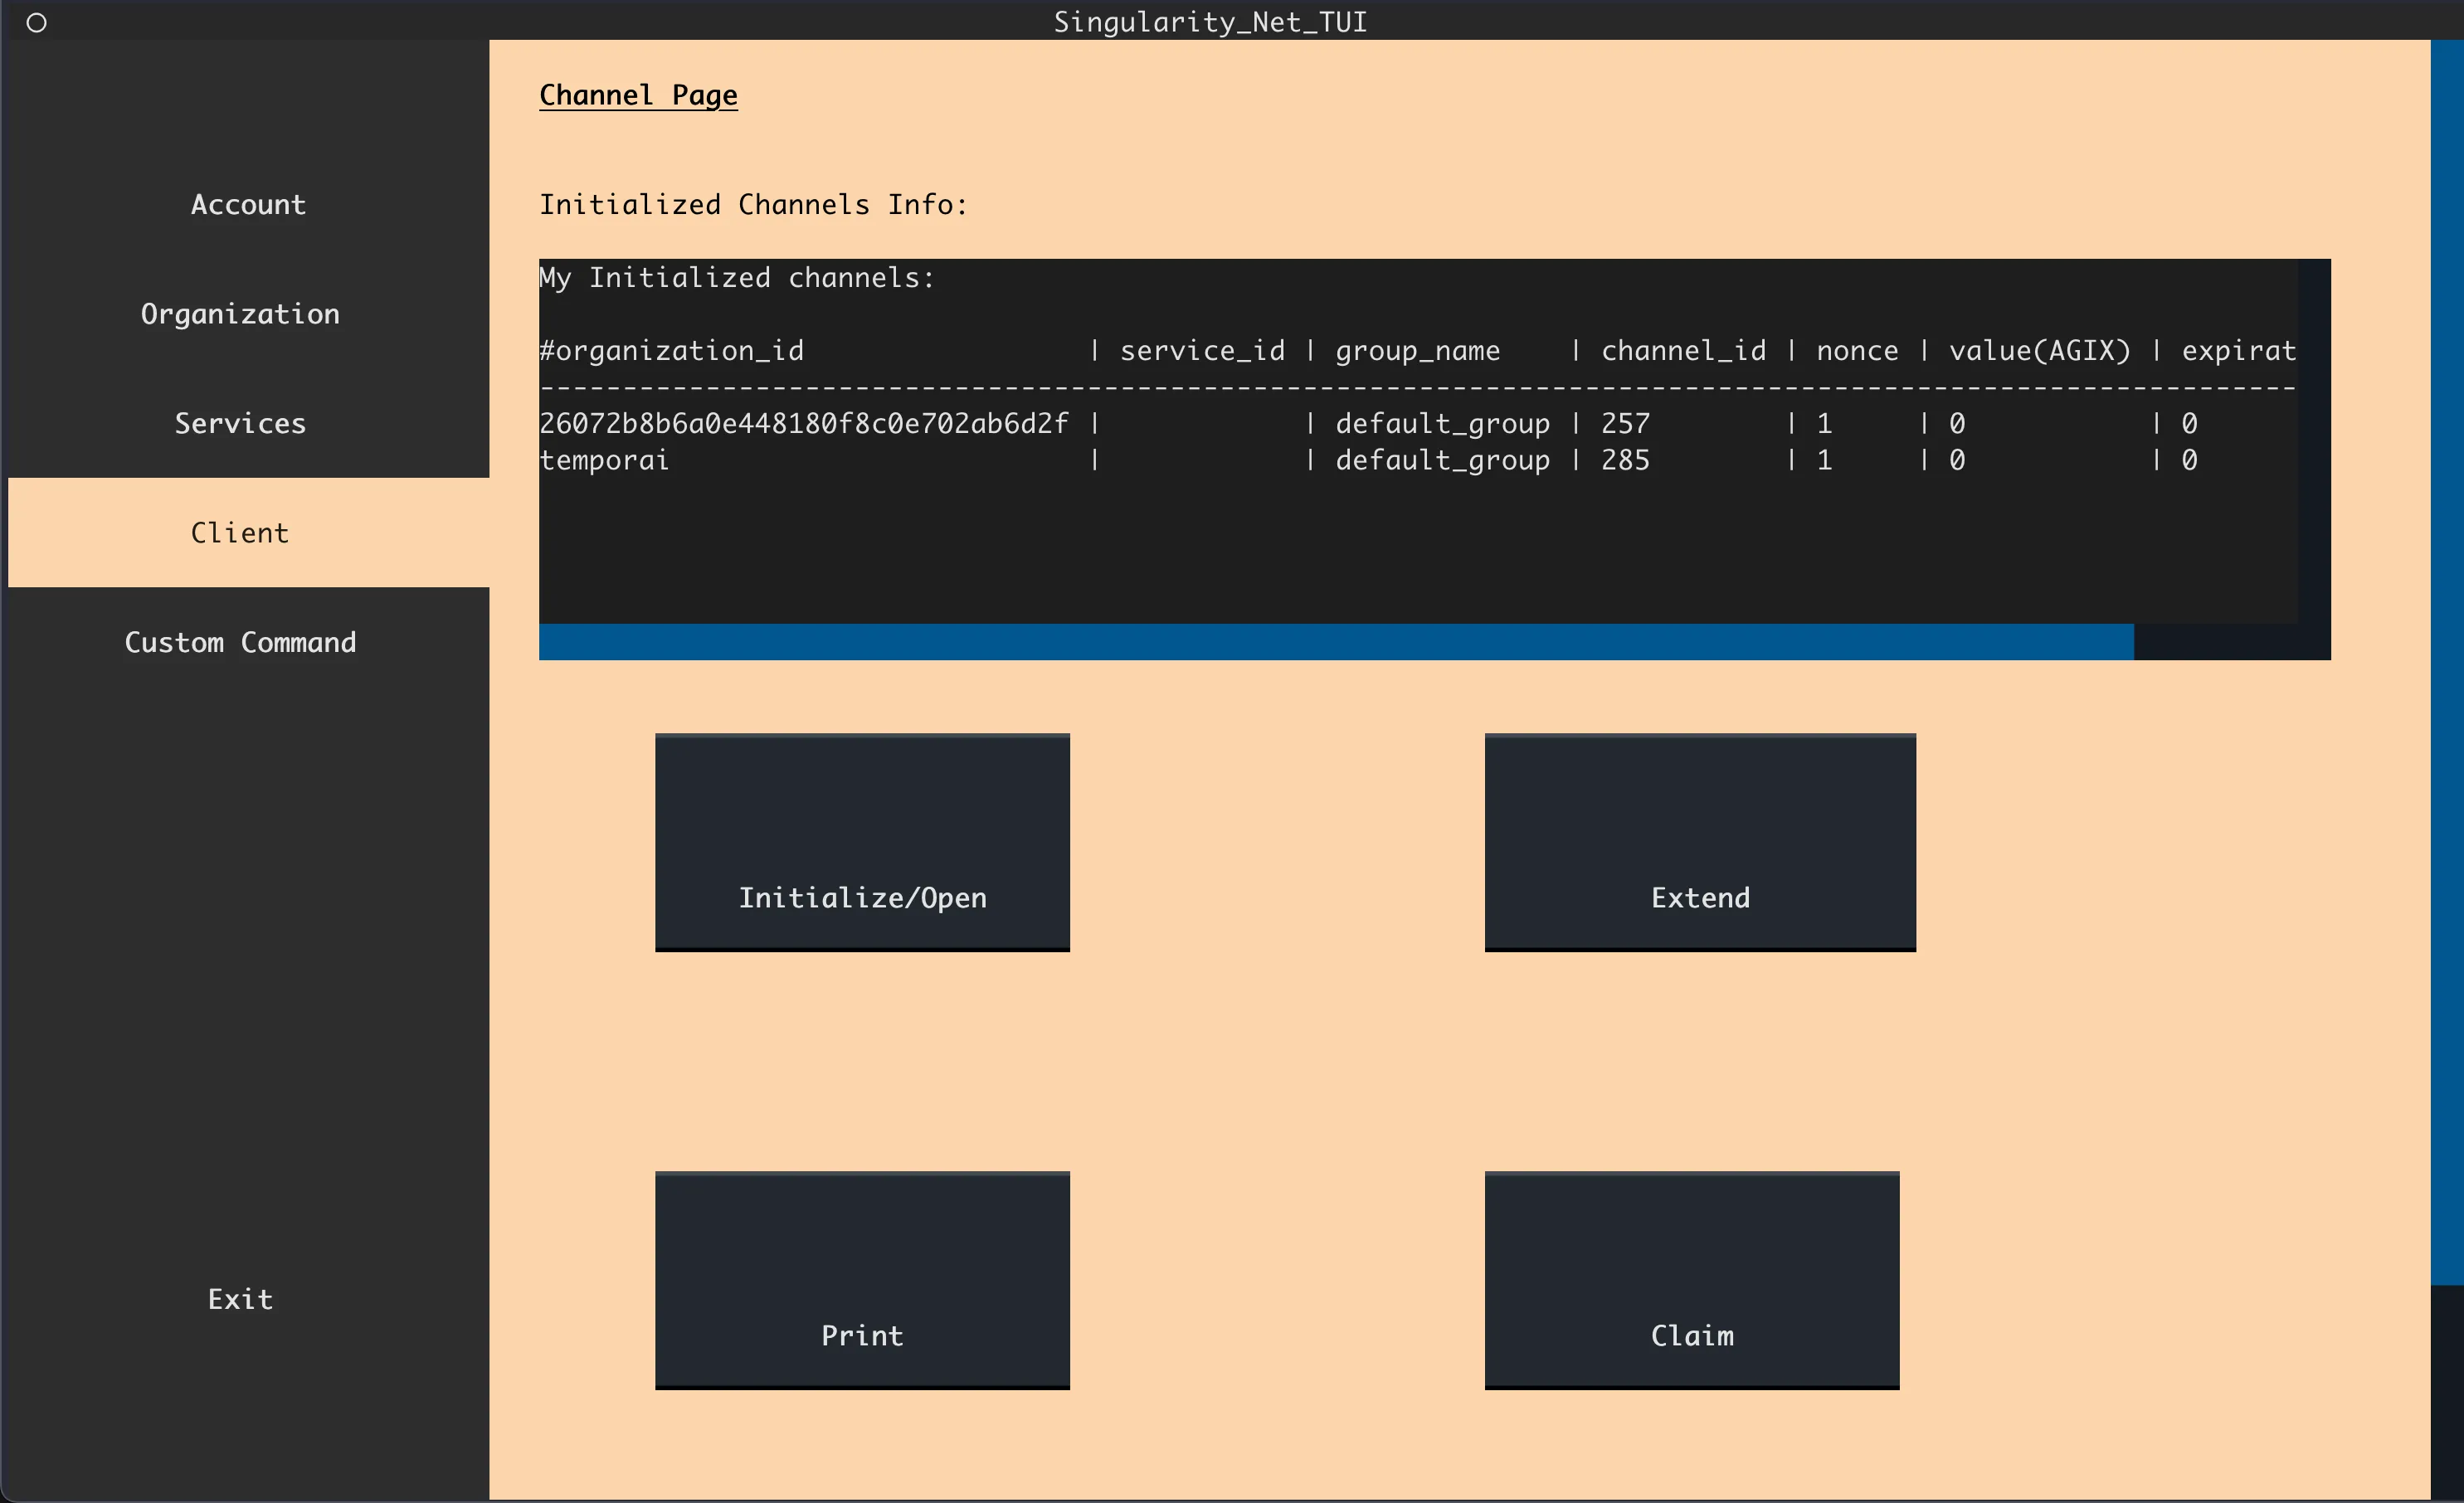 Singularity_Net_TUI
Account
Organization
Services
Client
Custom Command
Exit
Channel Page
Initialized Channels Info:
My Initialized channels:
#organization_id | service_id | group_name | channel_id | nonce | value(AGIX) | expirat
----------------------------------------------------------------------------------------------------------
26072b8b6a0e448180f8c0e702ab6d2f | | default_group | 257 | 1 | 0 | 0
temporai | | default_group | 285 | 1 | 0 | 0
Initialize/Open
Extend
Print
Claim